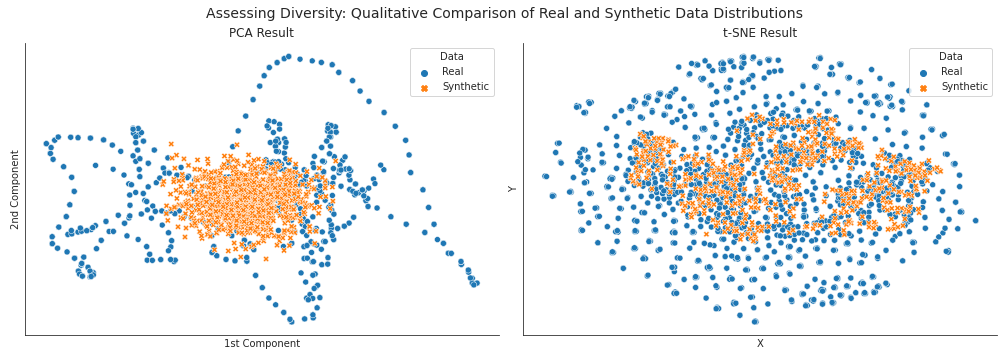 Assessing Diversity: Qualitative Comparison of Real and Synthetic Data Distributions
PCA Result
Data
Real
Synthetic
2nd Component
1st Component
t-SNE Result
Data
Real
Synthetic
Y
X